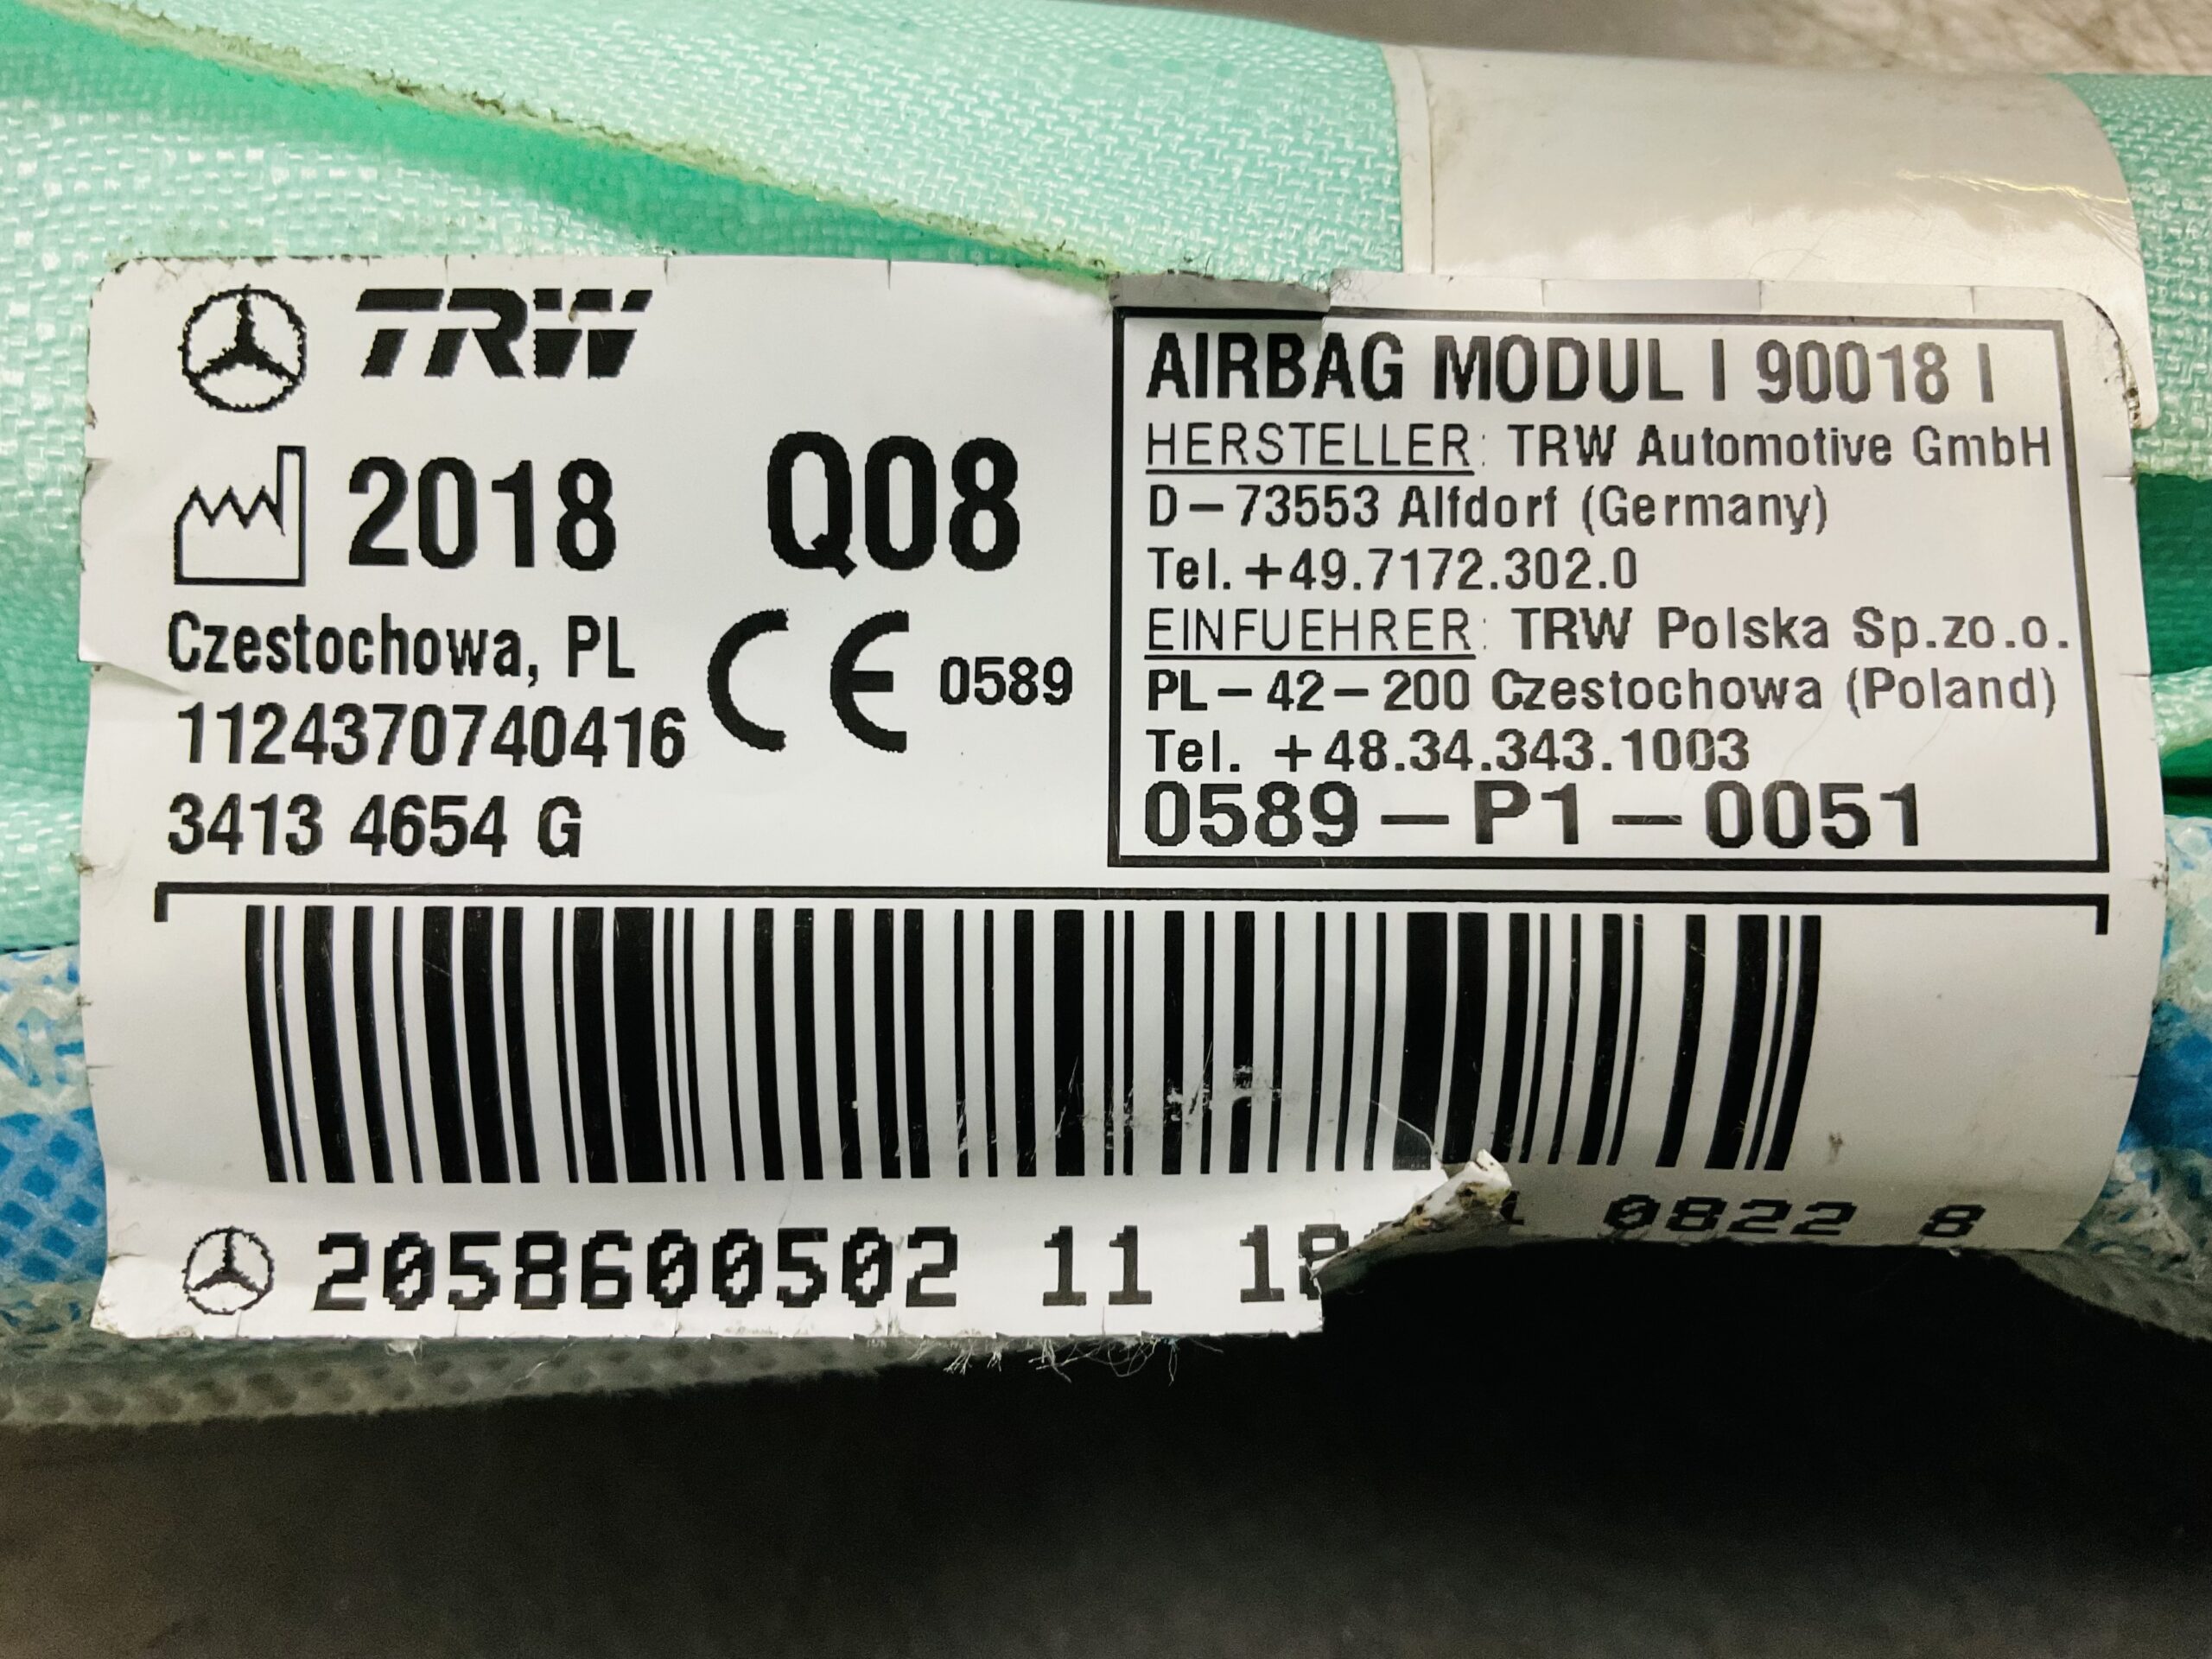 TRW
2018 Q08
Czestochowa, PL
CE 0589
1124370740416
3413 4654 G
AIRBAG MODUL I 90018 I
HERSTELLER: TRW Automotive GmbH
D-73553 Alfdorf (Germany)
Tel. +49.7172.302.0
EINFUEHRER: TRW Polska Sp.zo.o.
PL-42-200 Czestochowa (Poland)
Tel. +48.34.343.1003
0589-P1-0051
2058600502 11 0822 8